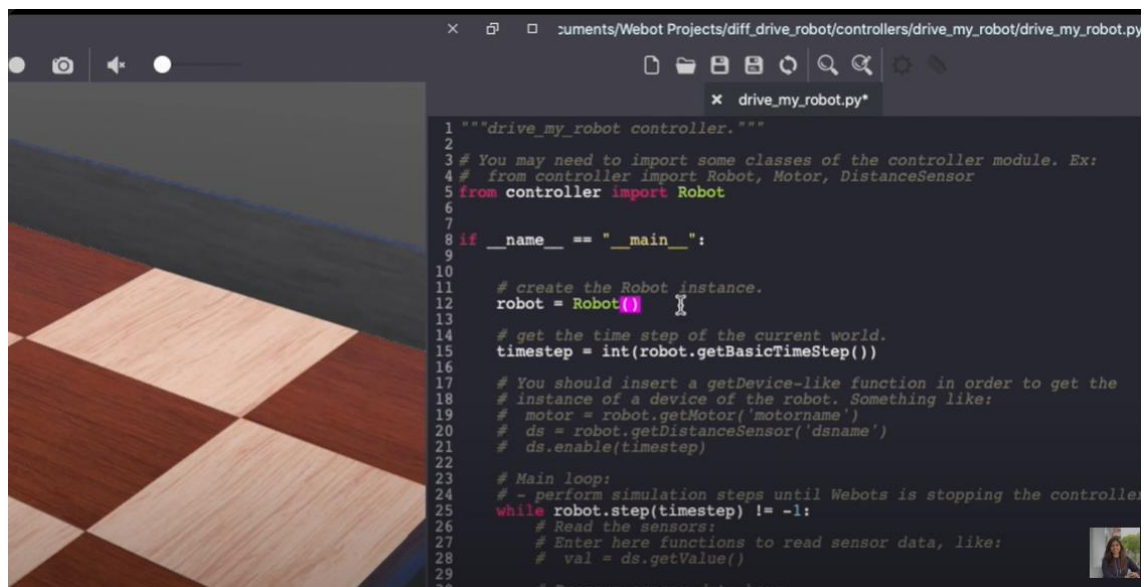 cuments/Webot Projects/diff_drive_robot/controllers/drive_my_robot/drive_my_robot.py
drive_my_robot.py*
1 """drive_my_robot controller."""
2
3 # You may need to import some classes of the controller module. Ex:
4 #  from controller import Robot, Motor, DistanceSensor
5 from controller import Robot
6
7
8 if __name__ == "__main__":
9
10
11     # create the Robot instance.
12     robot = Robot()
13
14     # get the time step of the current world.
15     timestep = int(robot.getBasicTimeStep())
16
17     # You should insert a getDevice-like function in order to get the
18     # instance of a device of the robot. Something like:
19     #  motor = robot.getMotor('motorname')
20     #  ds = robot.getDistanceSensor('dsname')
21     #  ds.enable(timestep)
22
23     # Main loop:
24     # - perform simulation steps until Webots is stopping the controller
25     while robot.step(timestep) != -1:
26         # Read the sensors:
27         # Enter here functions to read sensor data, like:
28         #  val = ds.getValue()
29